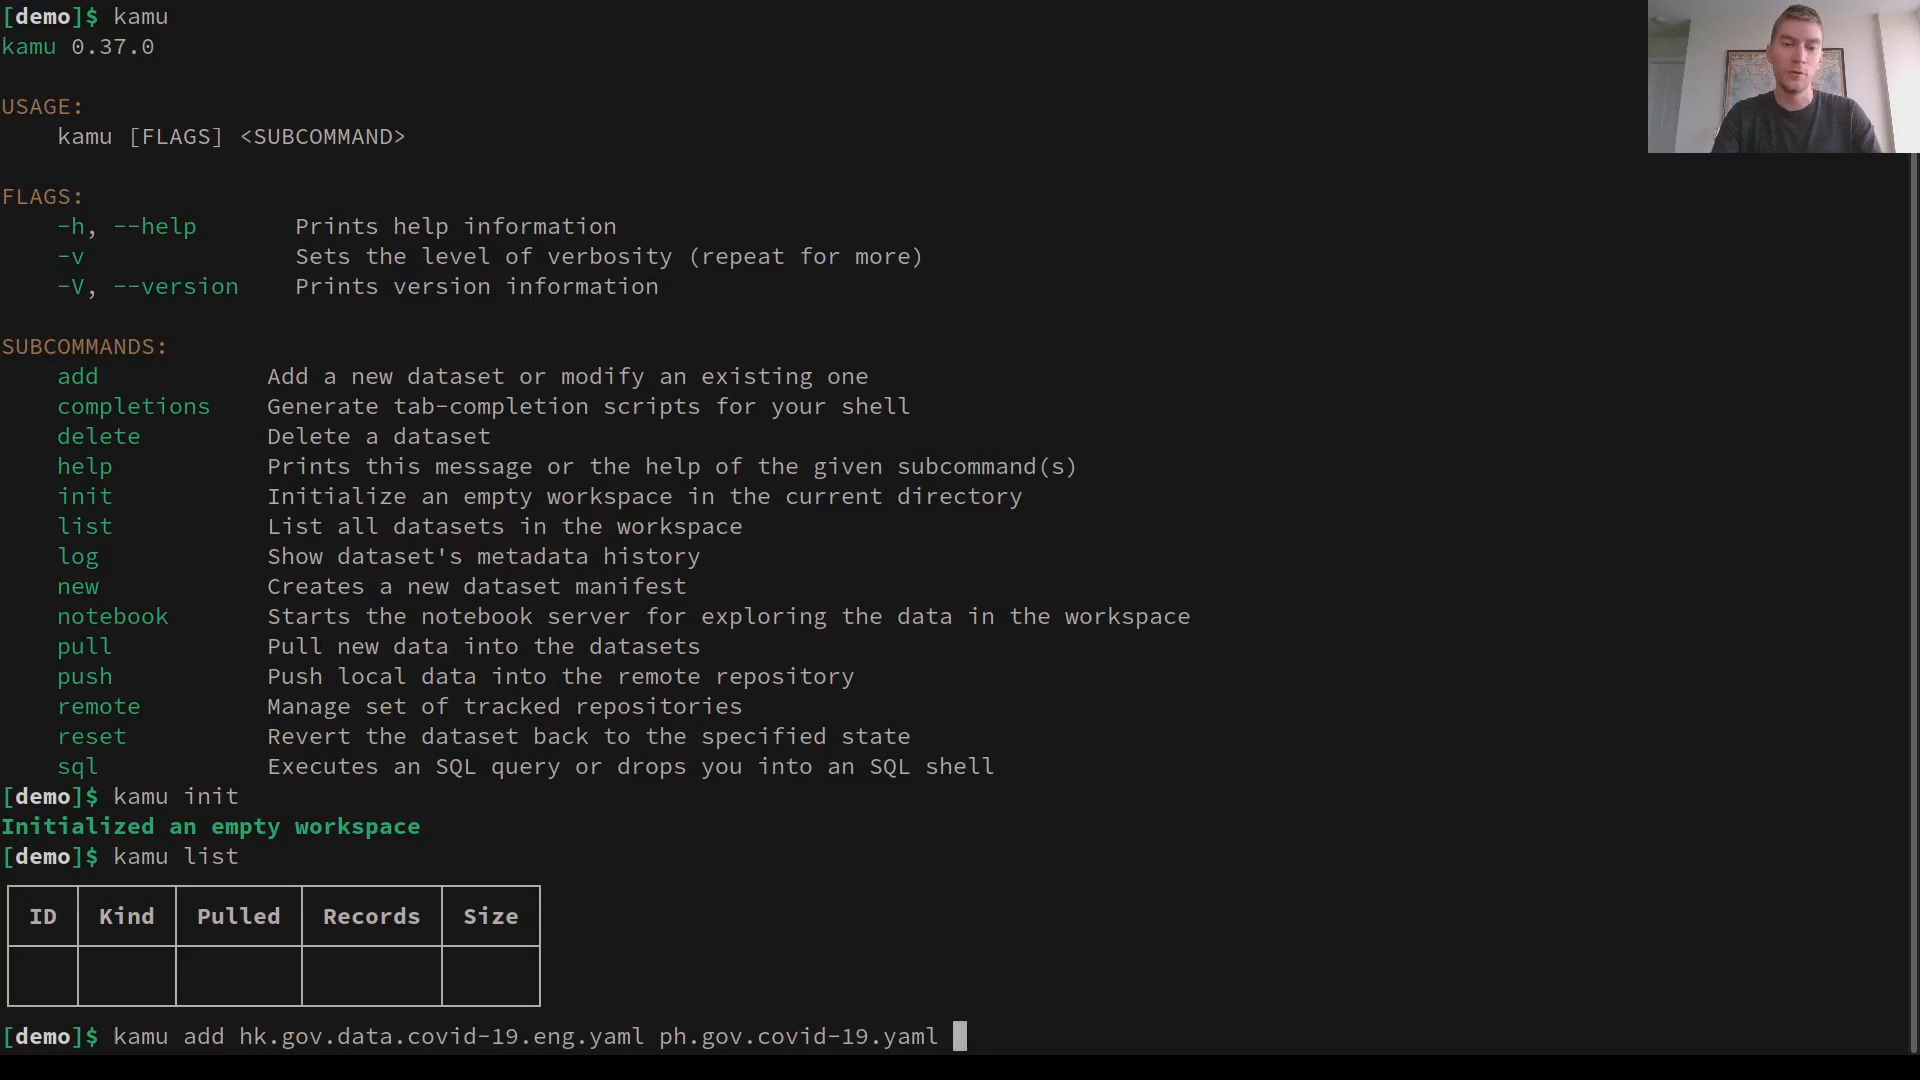 [demo]$ kamu
kamu 0.37.0
USAGE:
kamu [FLAGS] <SUBCOMMAND>
FLAGS:
-h, --help Prints help information
-v Sets the level of verbosity (repeat for more)
-V, --version Prints version information
SUBCOMMANDS:
add Add a new dataset or modify an existing one
completions Generate tab-completion scripts for your shell
delete Delete a dataset
help Prints this message or the help of the given subcommand(s)
init Initialize an empty workspace in the current directory
list List all datasets in the workspace
log Show dataset's metadata history
new Creates a new dataset manifest
notebook Starts the notebook server for exploring the data in the workspace
pull Pull new data into the datasets
push Push local data into the remote repository
remote Manage set of tracked repositories
reset Revert the dataset back to the specified state
sql Executes an SQL query or drops you into an SQL shell
[demo]$ kamu init
Initialized an empty workspace
[demo]$ kamu list
ID Kind Pulled Records Size
[demo]$ kamu add hk.gov.data.covid-19.eng.yaml ph.gov.covid-19.yaml